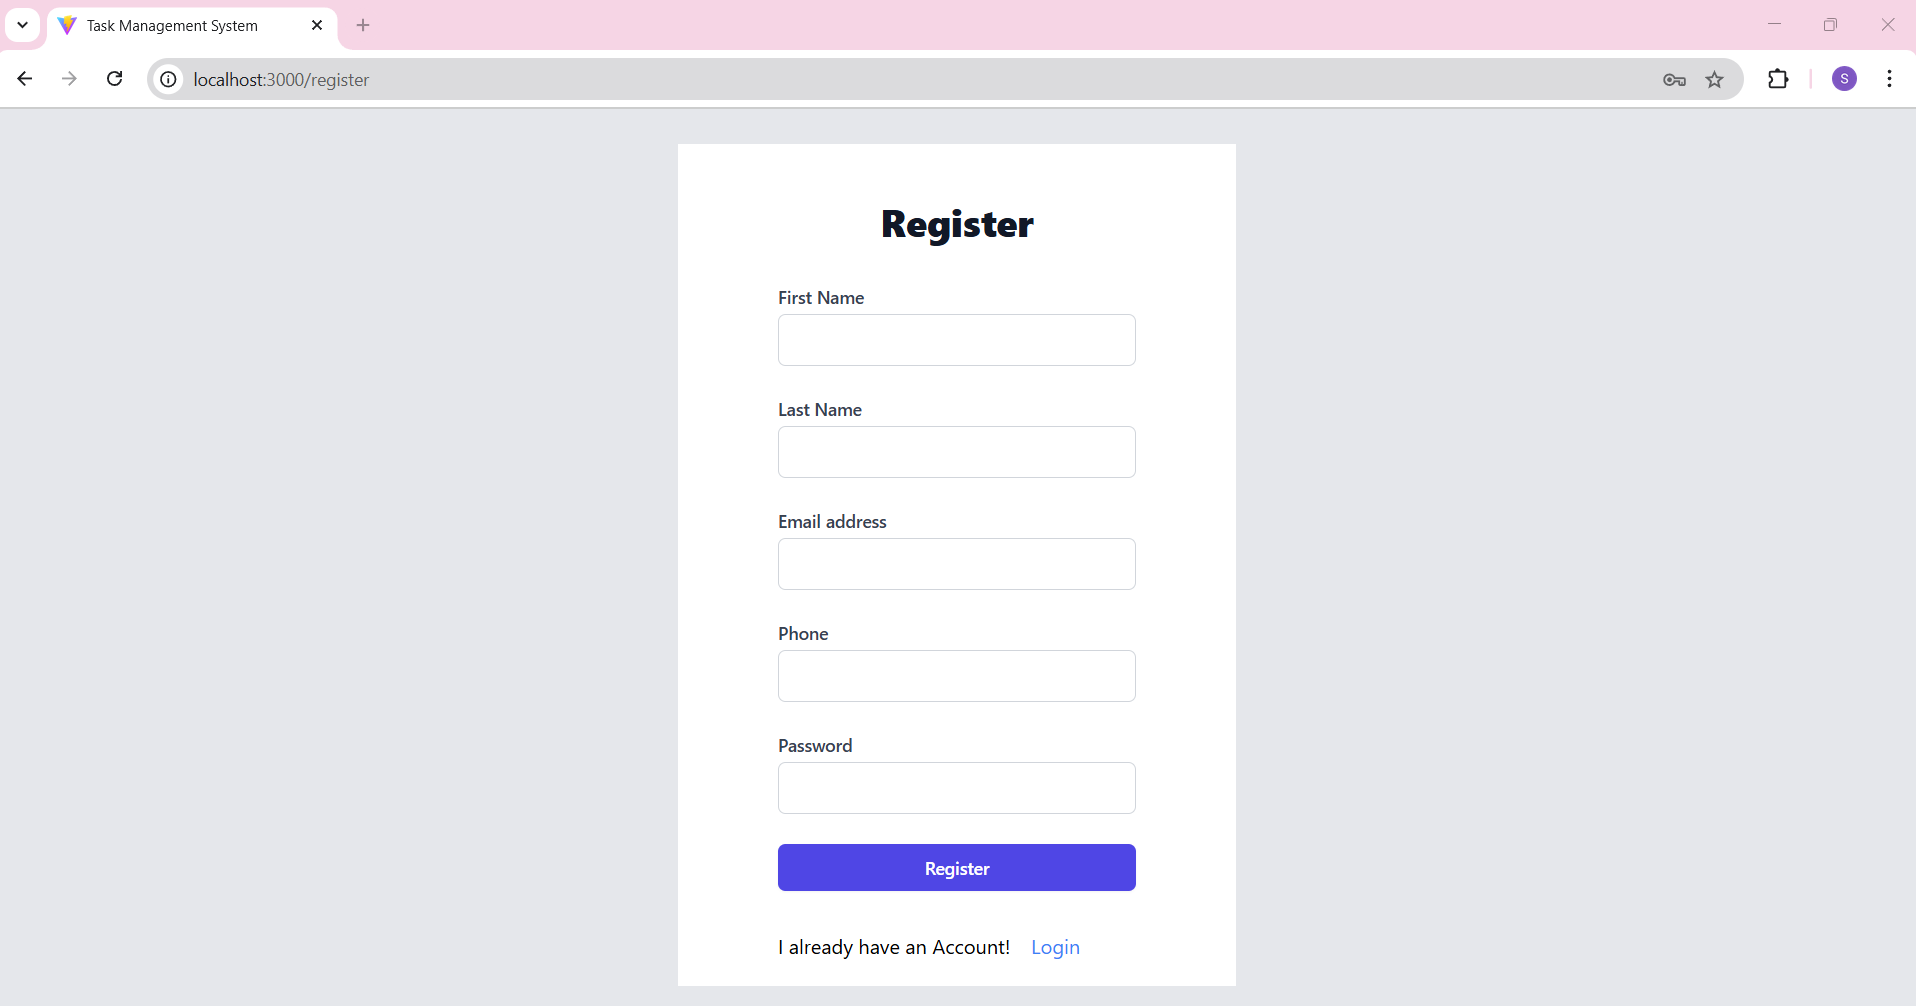 Task Management System
localhost:3000/register
S
Register
First Name
Last Name
Email address
Phone
Password
Register
I already have an Account! Login